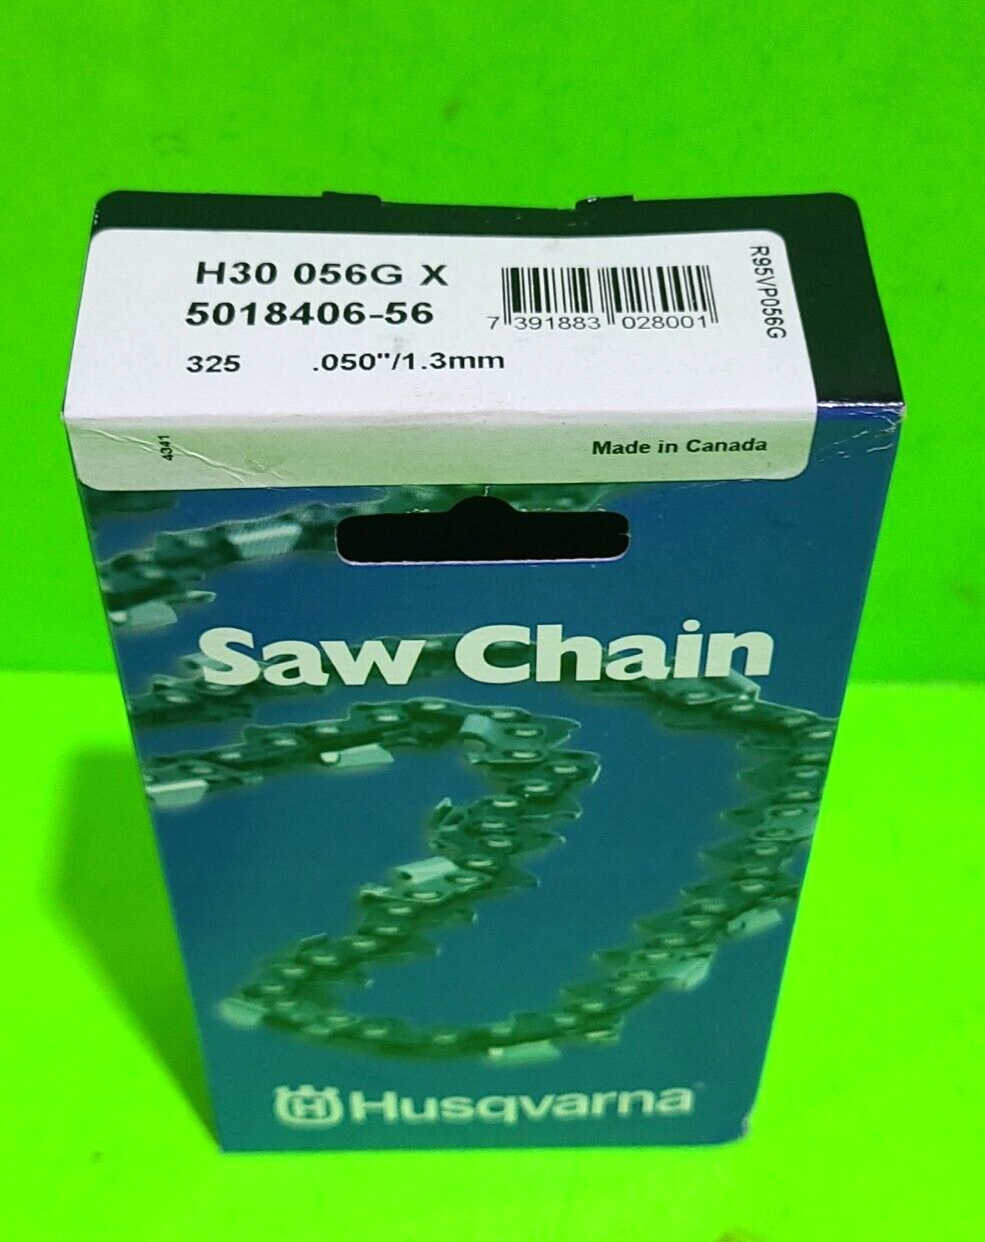 H30 056G X
5018406-56
325 .050"/1.3mm
7 391883 028001
R95VP056G
4341
Made in Canada
Saw Chain
H Husqvarna